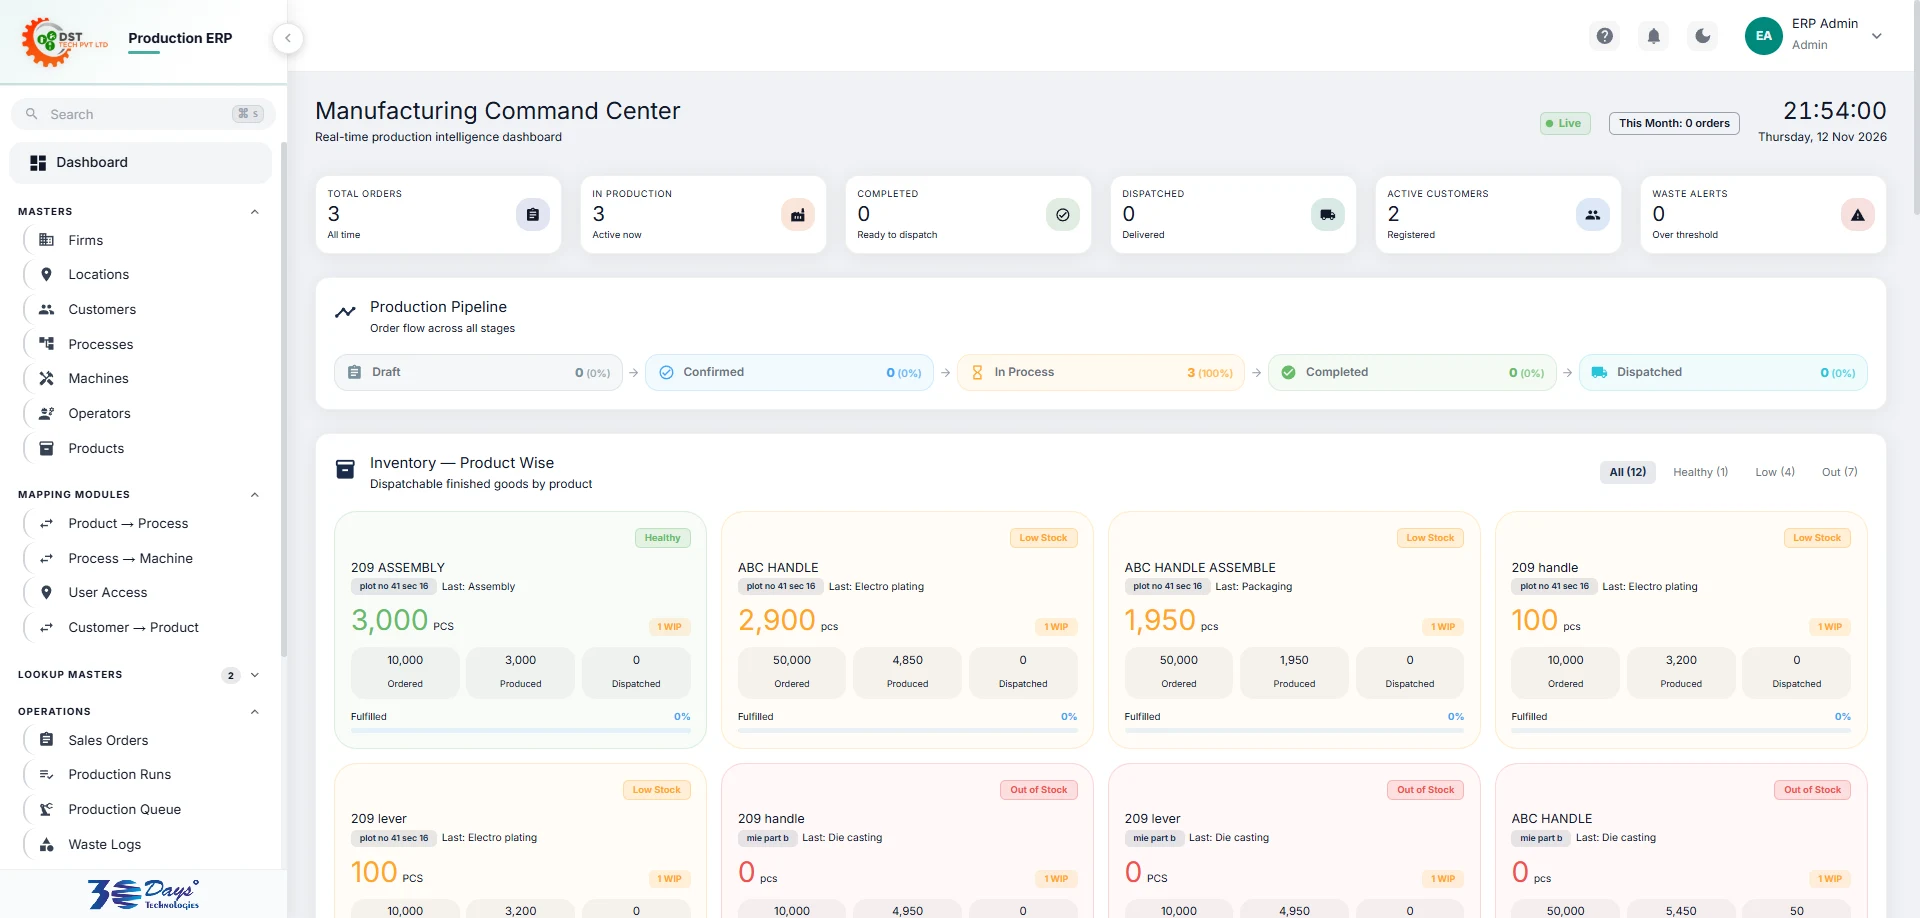 DST
TECH PVT LTD
Production ERP
Search
⌘ S
Dashboard
MASTERS
Firms
Locations
Customers
Processes
Machines
Operators
Products
MAPPING MODULES
Product → Process
Process → Machine
User Access
Customer → Product
LOOKUP MASTERS
2
OPERATIONS
Sales Orders
Production Runs
Production Queue
Waste Logs
30 Days
Technologies
EA
ERP Admin
Admin
Manufacturing Command Center
Real-time production intelligence dashboard
Live
This Month: 0 orders
21:54:00
Thursday, 12 Nov 2026
TOTAL ORDERS
3
All time
IN PRODUCTION
3
Active now
COMPLETED
0
Ready to dispatch
DISPATCHED
0
Delivered
ACTIVE CUSTOMERS
2
Registered
WASTE ALERTS
0
Over threshold
Production Pipeline
Order flow across all stages
Draft 0 (0%)
→
Confirmed 0 (0%)
→
In Process 3 (100%)
→
Completed 0 (0%)
→
Dispatched 0 (0%)
Inventory — Product Wise
Dispatchable finished goods by product
All (12) Healthy (1) Low (4) Out (7)
Healthy
209 ASSEMBLY
plot no 41 sec 16 Last: Assembly
3,000 PCS
1 WIP
10,000 3,000 0
Ordered Produced Dispatched
Fulfilled 0%
Low Stock
ABC HANDLE
plot no 41 sec 16 Last: Electro plating
2,900 pcs
1 WIP
50,000 4,850 0
Ordered Produced Dispatched
Fulfilled 0%
Low Stock
ABC HANDLE ASSEMBLE
plot no 41 sec 16 Last: Packaging
1,950 pcs
1 WIP
50,000 1,950 0
Ordered Produced Dispatched
Fulfilled 0%
Low Stock
209 handle
plot no 41 sec 16 Last: Electro plating
100 pcs
1 WIP
10,000 3,200 0
Ordered Produced Dispatched
Fulfilled 0%
Low Stock
209 lever
plot no 41 sec 16 Last: Electro plating
100 PCS
1 WIP
10,000 3,200 0
Out of Stock
209 handle
mie part b Last: Die casting
0 pcs
1 WIP
10,000 4,950 0
Out of Stock
209 lever
mie part b Last: Die casting
0 PCS
1 WIP
10,000 4,950 0
Out of Stock
ABC HANDLE
mie part b Last: Die casting
0 pcs
1 WIP
50,000 5,450 50